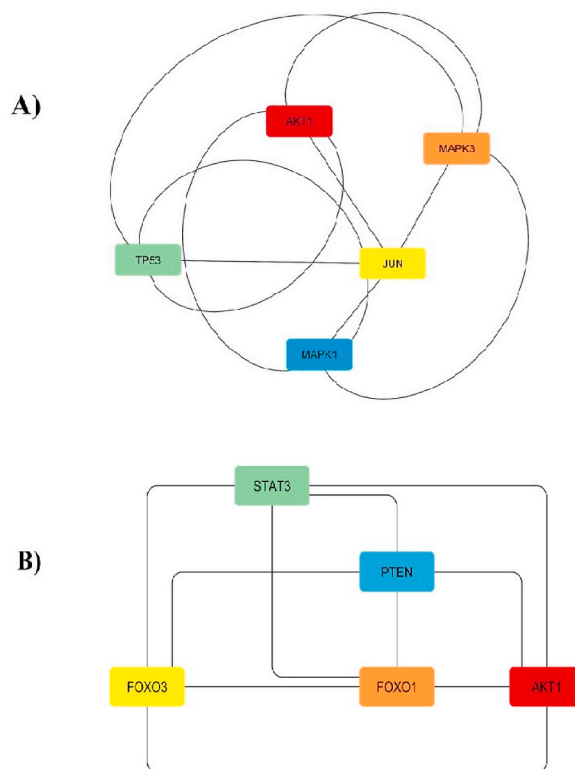 A)
AKT1
MAPK3
TP53
JUN
MAPK1
B)
STAT3
PTEN
FOXO3
FOXO1
AKT1